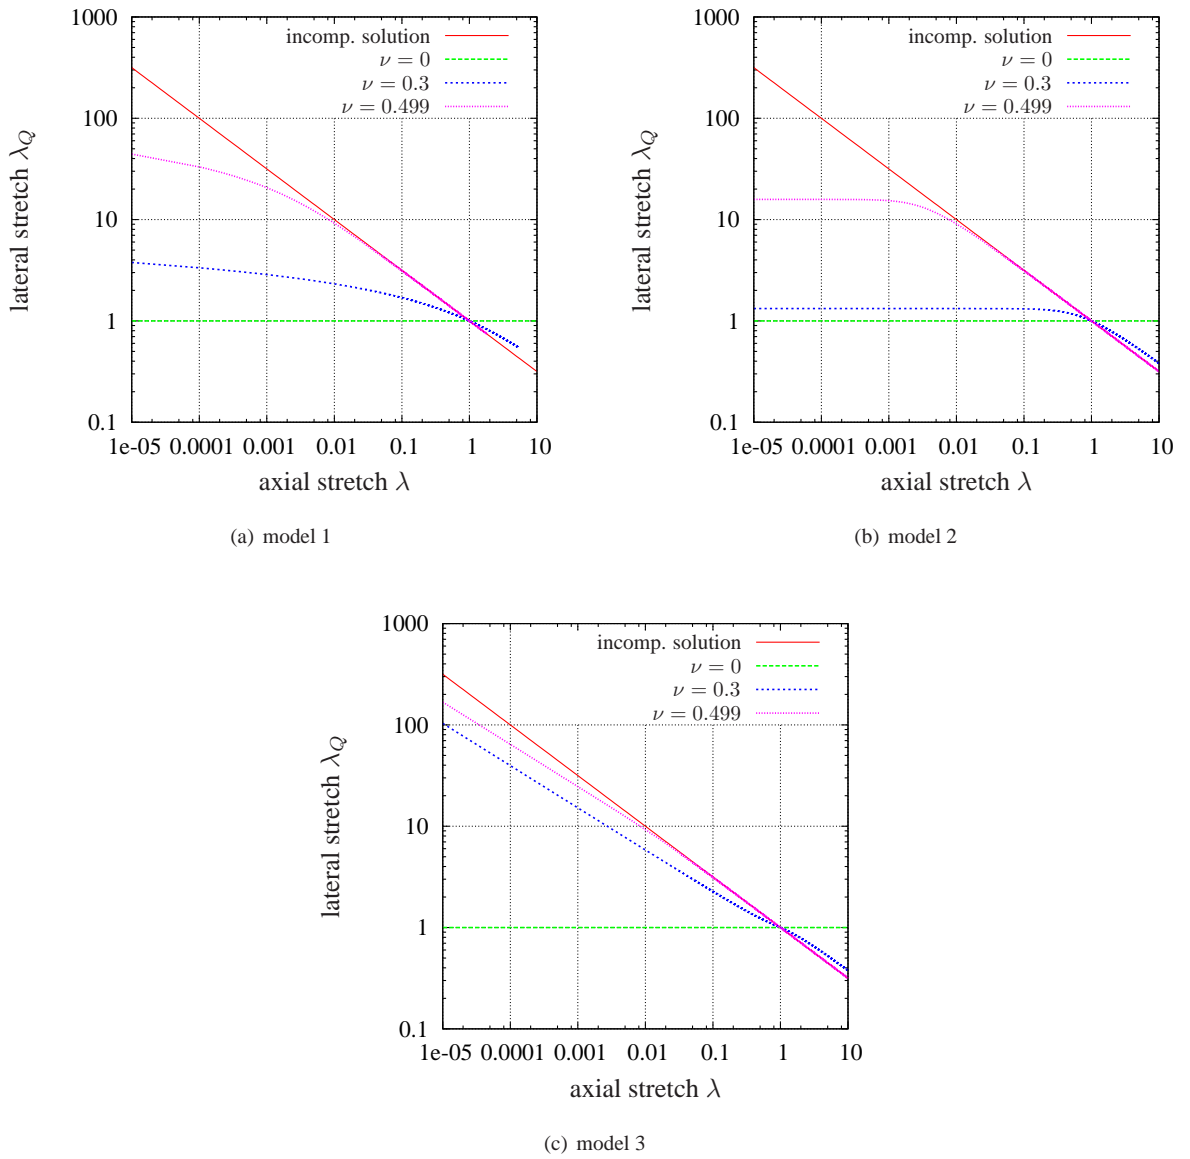 1000
100
10
1
0.1
lateral stretch λ_Q
incomp. solution
ν = 0
ν = 0.3
ν = 0.499
1e-05 0.0001 0.001 0.01 0.1 1 10
axial stretch λ
(a) model 1
1000
100
10
1
0.1
lateral stretch λ_Q
incomp. solution
ν = 0
ν = 0.3
ν = 0.499
1e-05 0.0001 0.001 0.01 0.1 1 10
axial stretch λ
(b) model 2
1000
100
10
1
0.1
lateral stretch λ_Q
incomp. solution
ν = 0
ν = 0.3
ν = 0.499
1e-05 0.0001 0.001 0.01 0.1 1 10
axial stretch λ
(c) model 3